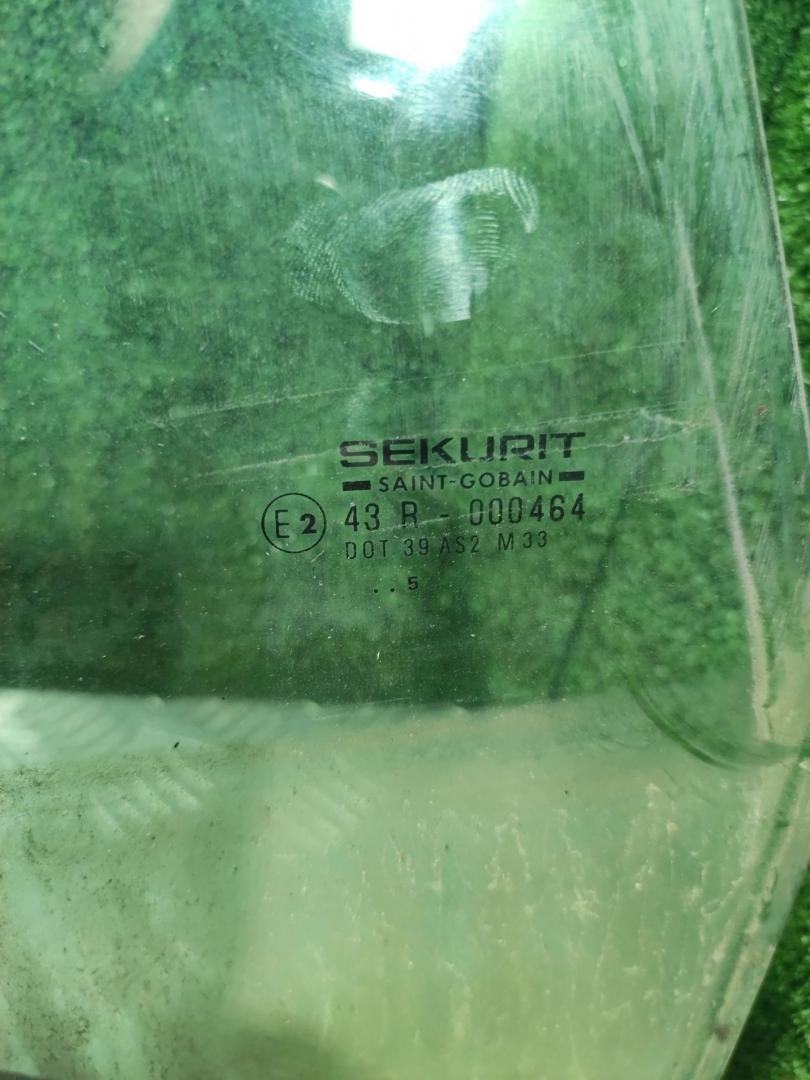 SEKURIT
SAINT-GOBAIN
E2 43 R - 000464
DOT 39 AS2 M33
. . 5